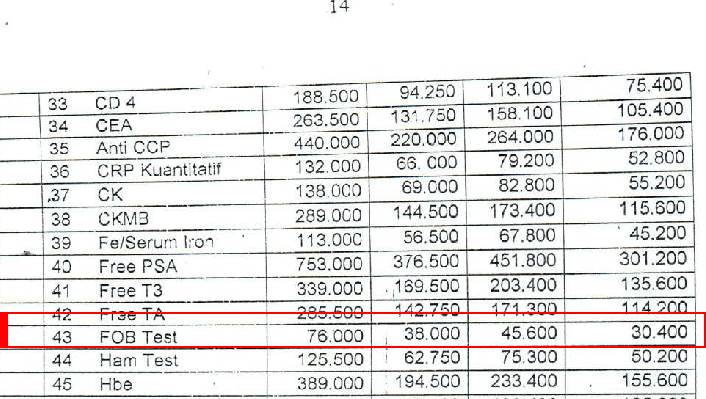 14
33 CD 4 188.500 94.250 113.100 75.400
34 CEA 263.500 131.750 158.100 105.400
35 Anti CCP 440.000 220.000 264.000 176.000
36 CRP Kuantitatif 132.000 66. 000 79.200 52.800
37 CK 138.000 69.000 82.800 55.200
38 CKMB 289.000 144.500 173.400 115.600
39 Fe/Serum Iron 113.000 56.500 67.800 45.200
40 Free PSA 753.000 376.500 451.800 301.200
41 Free T3 339.000 169.500 203.400 135.600
42 Free TA 285.500 142.750 171.300 114.200
43 FOB Test 76.000 38.000 45.600 30.400
44 Ham Test 125.500 62.750 75.300 50.200
45 Hbe 389.000 194.500 233.400 155.600